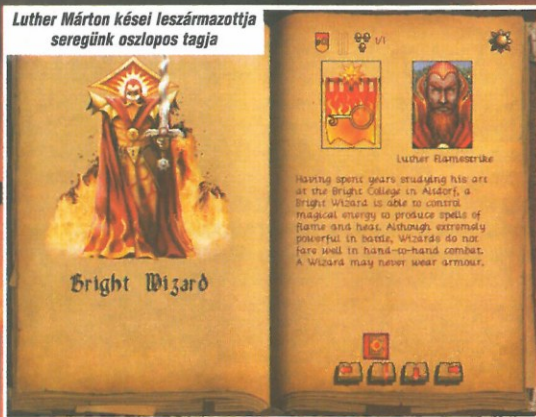 Luther Márton kései leszármazottja
seregünk oszlopos tagja
Bright Wizard
1/1
Luther Flamestrike
Having spent years studying his art
at the Bright College in Altdorf, a
Bright Wizard is able to control
magical energy to produce spells of
flame and heat. Although extremely
powerful in battle, Wizards do not
fare well in hand-to-hand combat.
A Wizard may never wear armour.